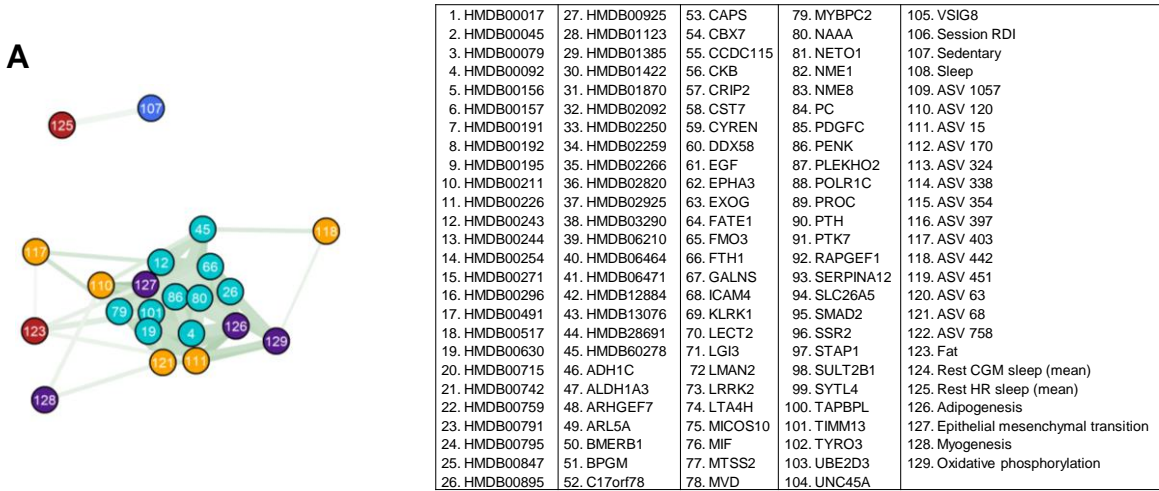 A
125
107
45
118
117
12
66
110
127
86
80
26
79
101
126
19
4
123
129
121
111
128
1. HMDB00017 27. HMDB00925 53. CAPS 79. MYBPC2 105. VSIG8
2. HMDB00045 28. HMDB01123 54. CBX7 80. NAAA 106. Session RDI
3. HMDB00079 29. HMDB01385 55. CCDC115 81. NETO1 107. Sedentary
4. HMDB00092 30. HMDB01422 56. CKB 82. NME1 108. Sleep
5. HMDB00156 31. HMDB01870 57. CRIP2 83. NME8 109. ASV 1057
6. HMDB00157 32. HMDB02092 58. CST7 84. PC 110. ASV 120
7. HMDB00191 33. HMDB02250 59. CYREN 85. PDGFC 111. ASV 15
8. HMDB00192 34. HMDB02259 60. DDX58 86. PENK 112. ASV 170
9. HMDB00195 35. HMDB02266 61. EGF 87. PLEKHO2 113. ASV 324
10. HMDB00211 36. HMDB02820 62. EPHA3 88. POLR1C 114. ASV 338
11. HMDB00226 37. HMDB02925 63. EXOG 89. PROC 115. ASV 354
12. HMDB00243 38. HMDB03290 64. FATE1 90. PTH 116. ASV 397
13. HMDB00244 39. HMDB06210 65. FMO3 91. PTK7 117. ASV 403
14. HMDB00254 40. HMDB06464 66. FTH1 92. RAPGEF1 118. ASV 442
15. HMDB00271 41. HMDB06471 67. GALNS 93. SERPINA12 119. ASV 451
16. HMDB00296 42. HMDB12884 68. ICAM4 94. SLC26A5 120. ASV 63
17. HMDB00491 43. HMDB13076 69. KLRK1 95. SMAD2 121. ASV 68
18. HMDB00517 44. HMDB28691 70. LECT2 96. SSR2 122. ASV 758
19. HMDB00630 45. HMDB60278 71. LGI3 97. STAP1 123. Fat
20. HMDB00715 46. ADH1C 72 LMAN2 98. SULT2B1 124. Rest CGM sleep (mean)
21. HMDB00742 47. ALDH1A3 73. LRRK2 99. SYTL4 125. Rest HR sleep (mean)
22. HMDB00759 48. ARHGEF7 74. LTA4H 100. TAPBPL 126. Adipogenesis
23. HMDB00791 49. ARL5A 75. MICOS10 101. TIMM13 127. Epithelial mesenchymal transition
24. HMDB00795 50. BMERB1 76. MIF 102. TYRO3 128. Myogenesis
25. HMDB00847 51. BPGM 77. MTSS2 103. UBE2D3 129. Oxidative phosphorylation
26. HMDB00895 52. C17orf78 78. MVD 104. UNC45A